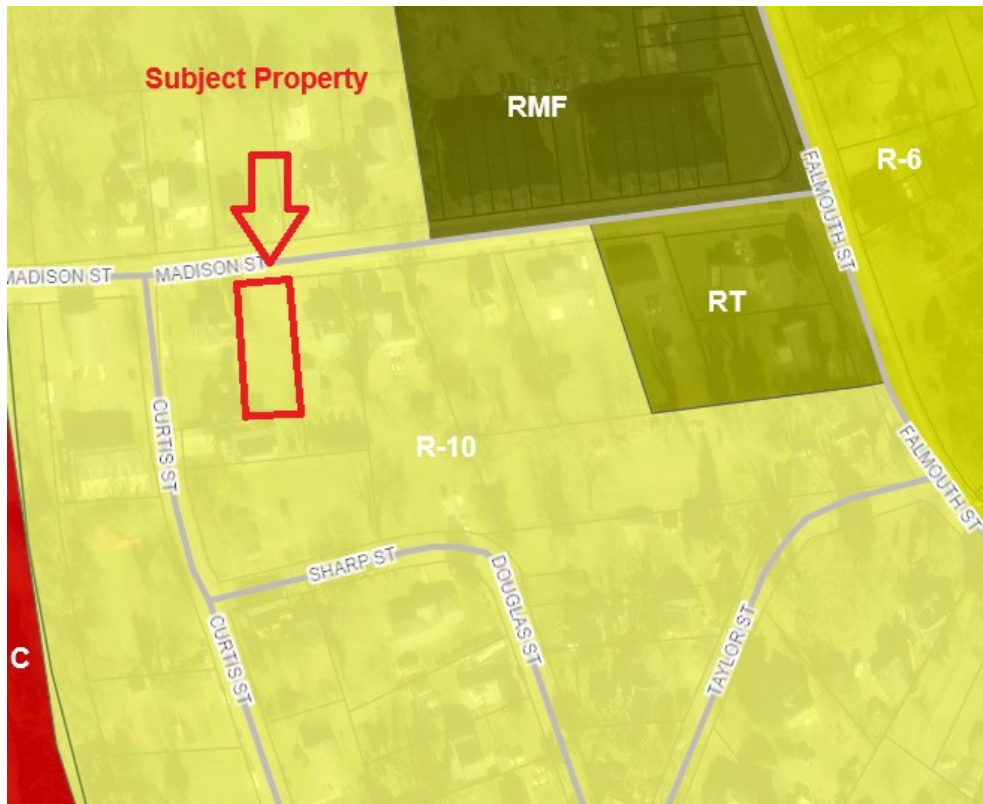 Subject Property
RMF
R-6
FALMOUTH ST
MADISON ST
MADISON ST
RT
CURTIS ST
R-10
FALMOUTH ST
SHARP ST
DOUGLAS ST
TAYLOR ST
CURTIS ST
C